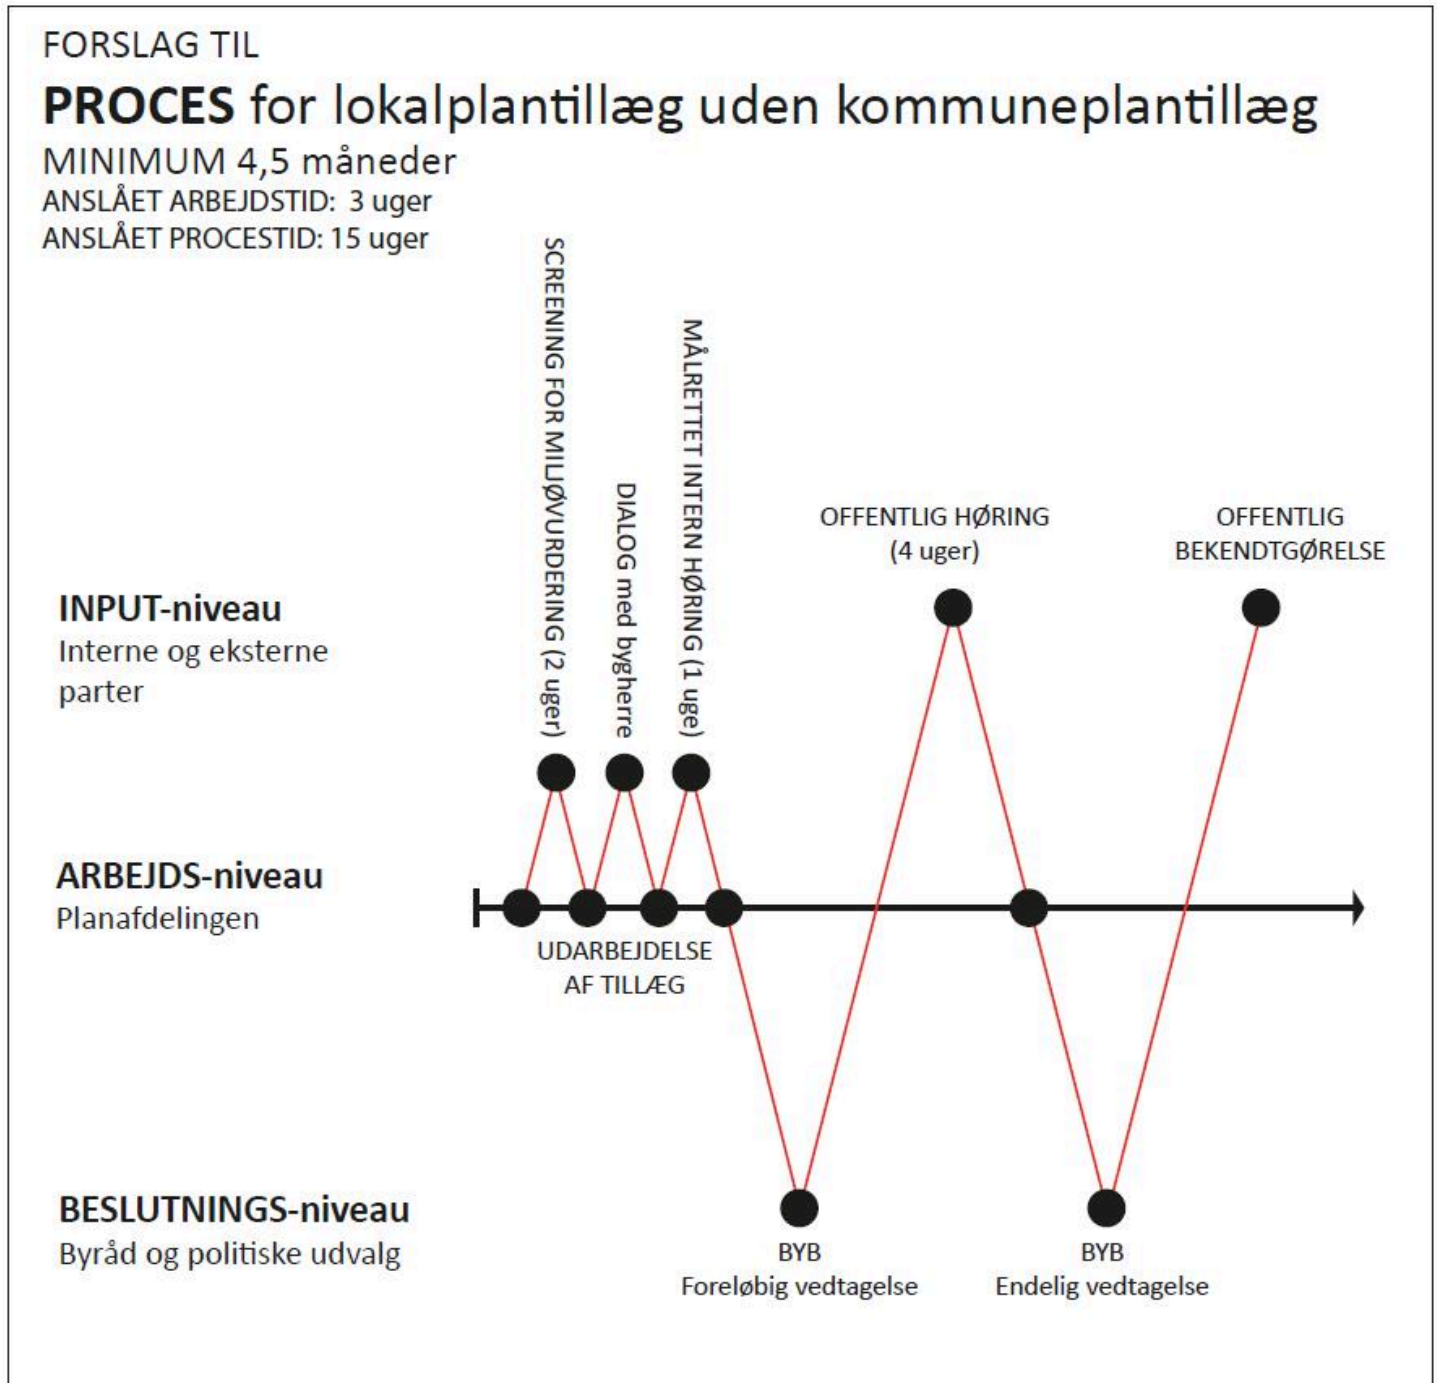 FORSLAG TIL
PROCES for lokalplantillæg uden kommuneplantillæg
MINIMUM 4,5 måneder
ANSLÅET ARBEJDSTID: 3 uger
ANSLÅET PROCESTID: 15 uger
SCREENING FOR MILJØVURDERING (2 uger)
DIALOG med bygherre
MÅLRETTET INTERN HØRING (1 uge)
OFFENTLIG HØRING
(4 uger)
OFFENTLIG
BEKENDTGØRELSE
INPUT-niveau
Interne og eksterne
parter
ARBEJDS-niveau
Planafdelingen
UDARBEJDELSE
AF TILLÆG
BESLUTNINGS-niveau
Byråd og politiske udvalg
BYB
Foreløbig vedtagelse
BYB
Endelig vedtagelse